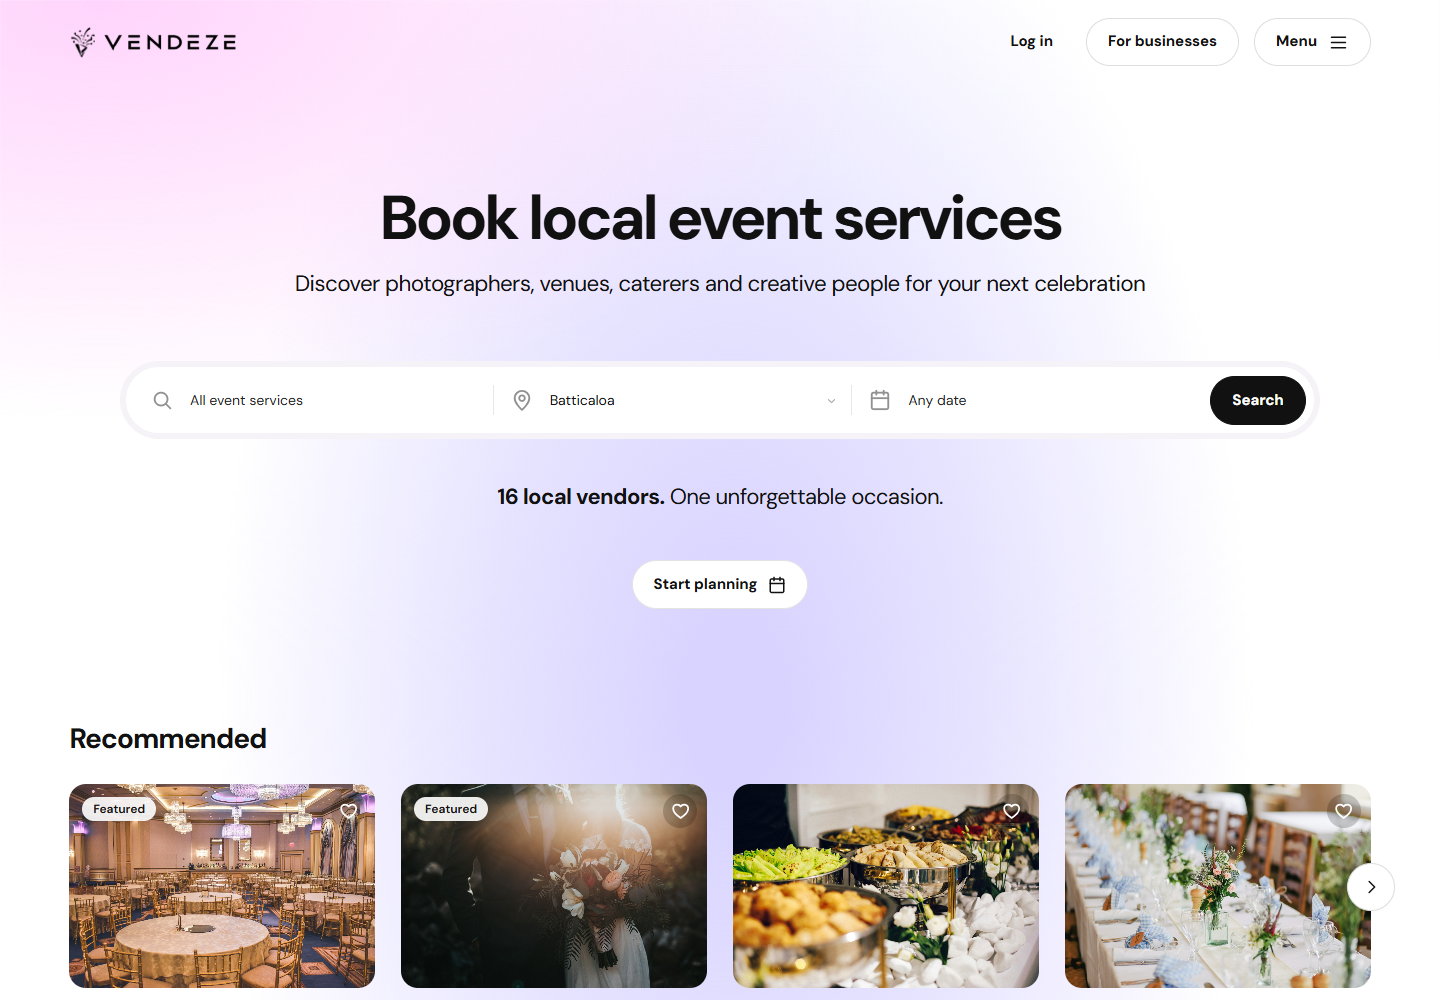 VENDEZE
Log in
For businesses
Menu
Book local event services
Discover photographers, venues, caterers and creative people for your next celebration
All event services
Batticaloa
Any date
Search
16 local vendors. One unforgettable occasion.
Start planning
Recommended
Featured
Featured